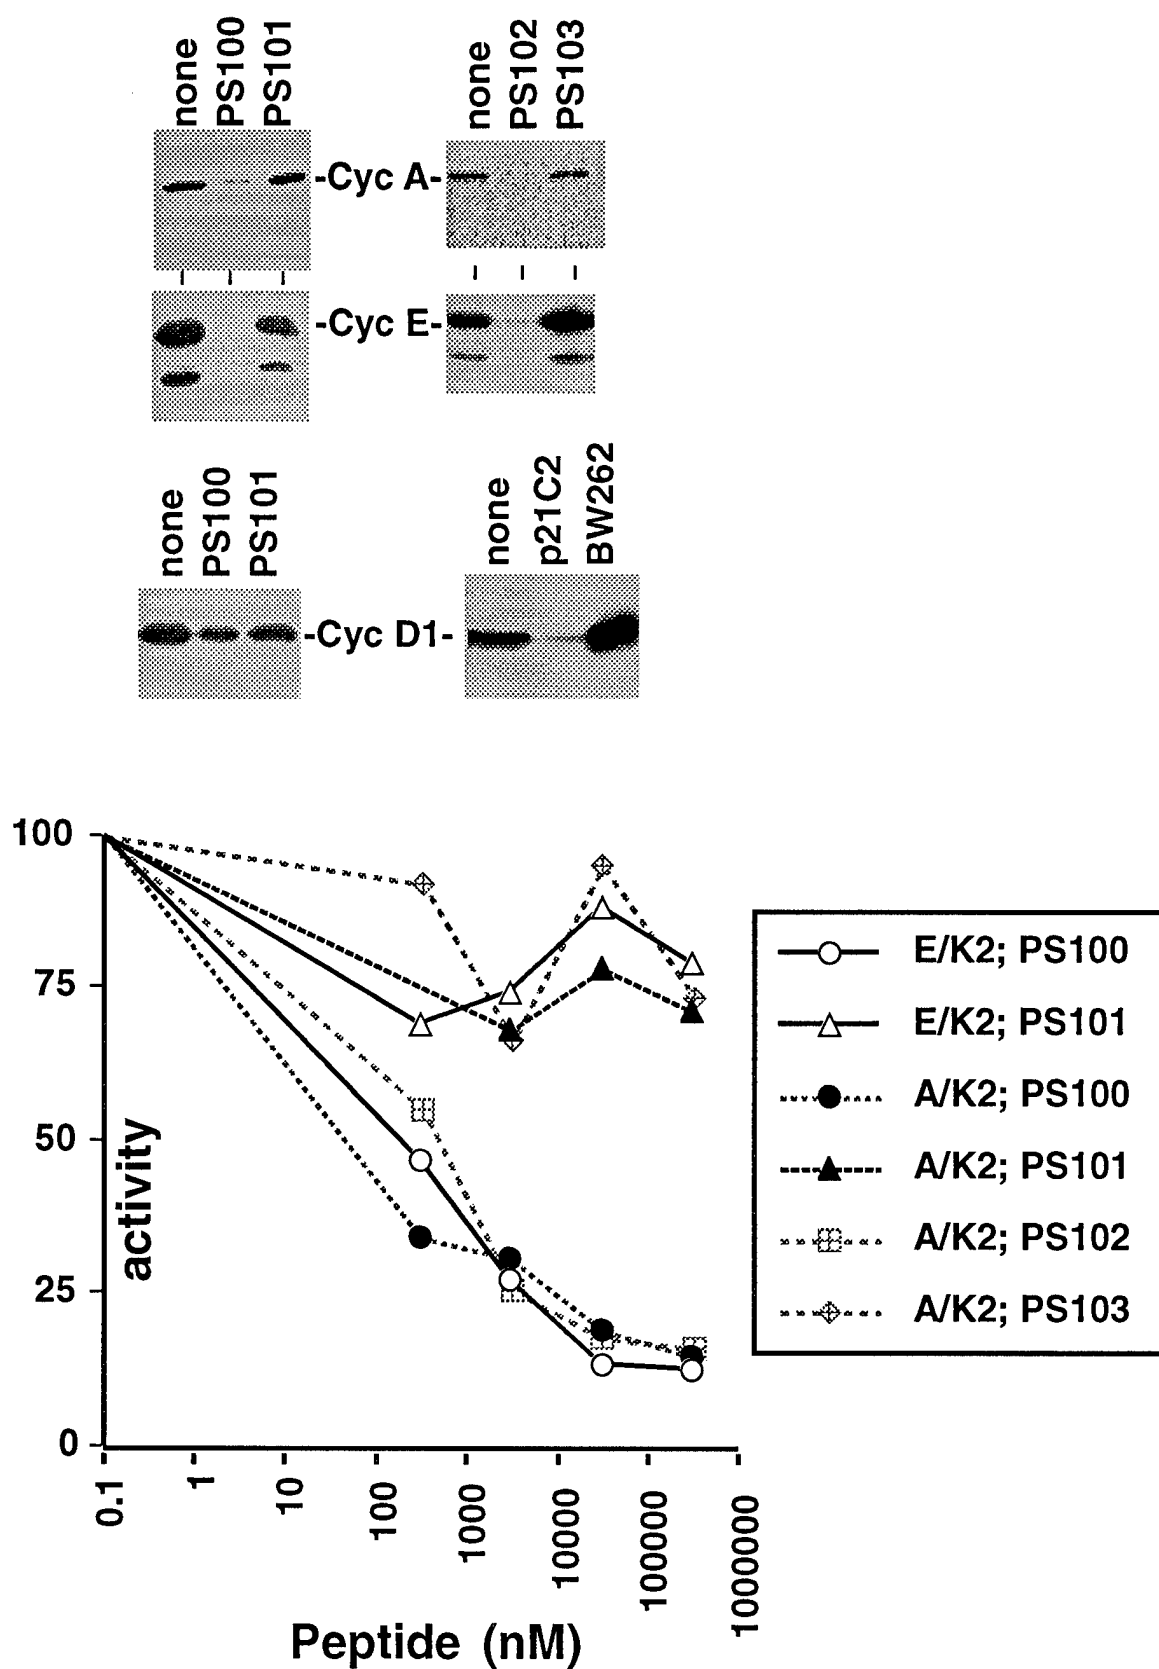 none PS100 PS101
none PS102 PS103
-Cyc A-
-Cyc E-
none PS100 PS101
none p21C2 BW262
-Cyc D1-
100
75
50
25
0
activity
0.1 1 10 100 1000 10000 100000 1000000
Peptide (nM)
E/K2; PS100
E/K2; PS101
A/K2; PS100
A/K2; PS101
A/K2; PS102
A/K2; PS103